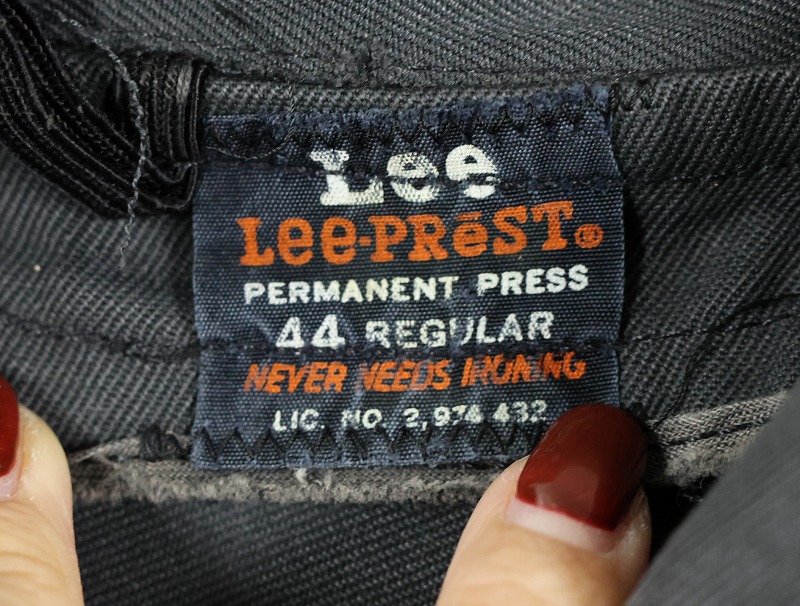 Lee
Lee-PRēST®
PERMANENT PRESS
44 REGULAR
NEVER NEEDS IRONING
LIC. NO. 2,974 432